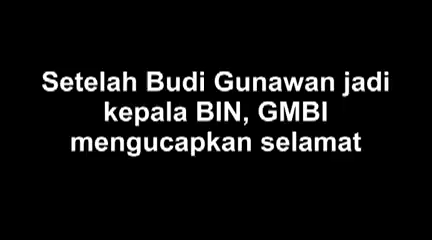 Setelah Budi Gunawan jadi
kepala BIN, GMBI
mengucapkan selamat